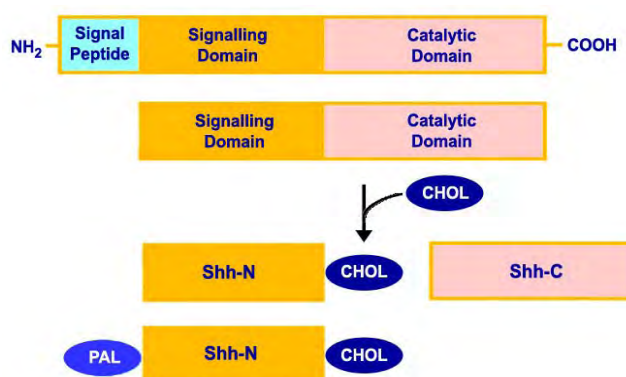 NH2
Signal
Peptide
Signalling
Domain
Catalytic
Domain
COOH
Signalling
Domain
Catalytic
Domain
CHOL
Shh-N
CHOL
Shh-C
PAL
Shh-N
CHOL